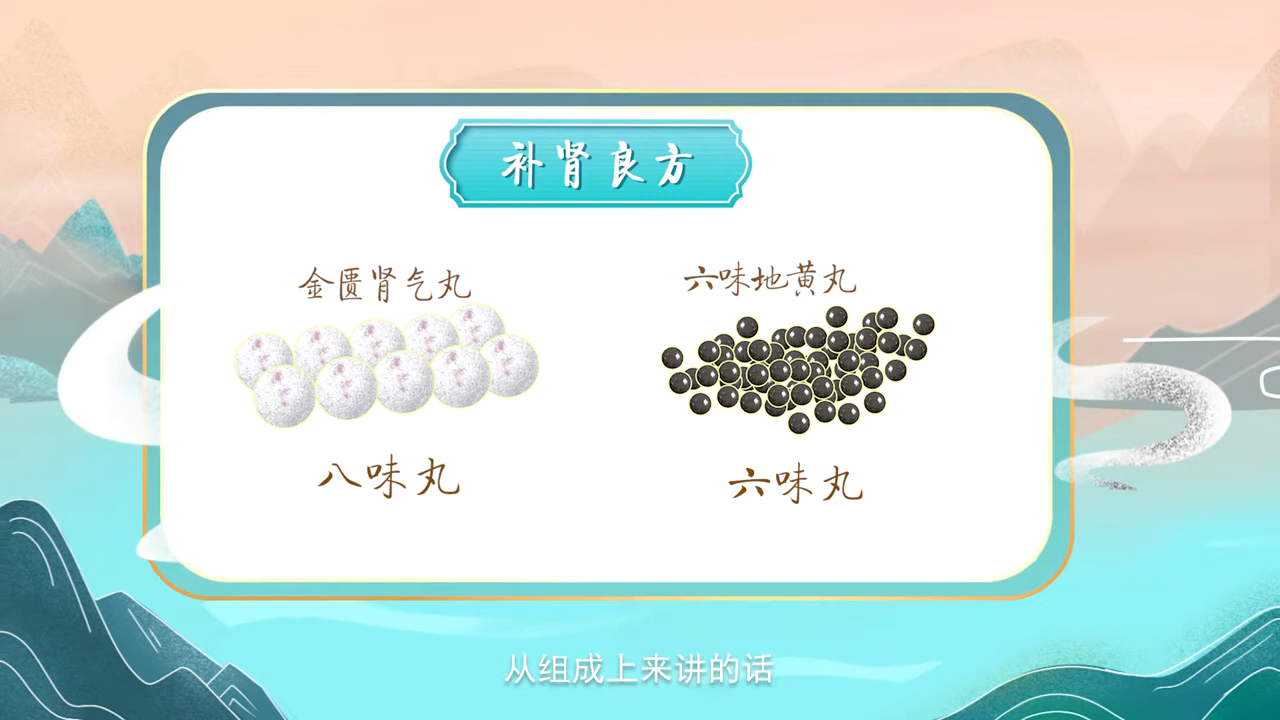 补肾良方
金匮肾气丸
六味地黄丸
八味丸
六味丸
从组成上来讲的话